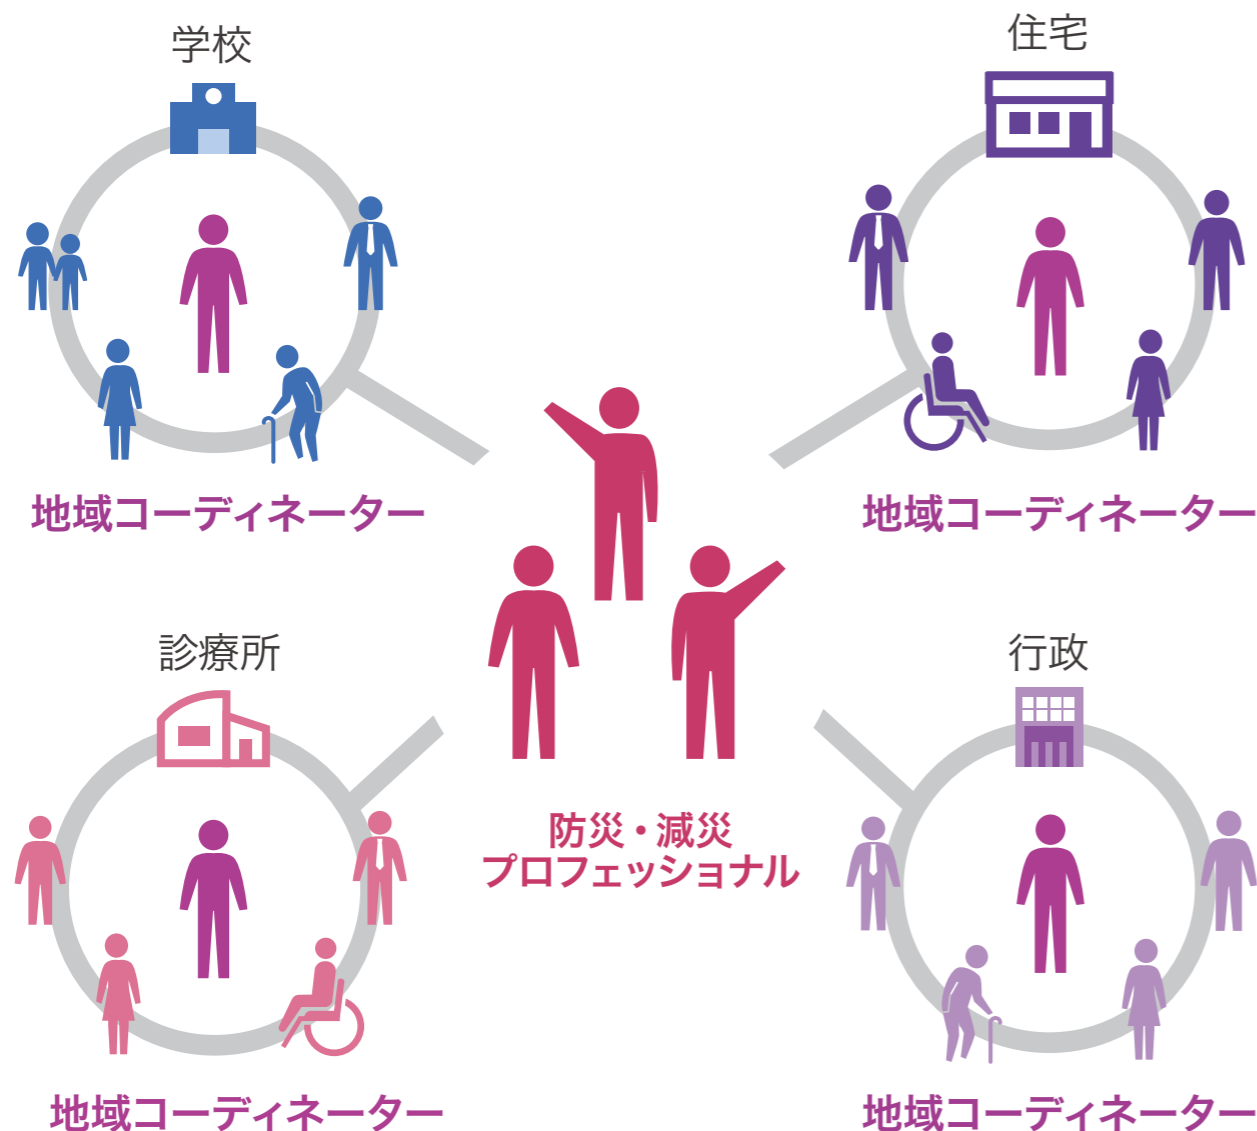 学校
住宅
地域コーディネーター
地域コーディネーター
診療所
行政
防災・減災
プロフェッショナル
地域コーディネーター
地域コーディネーター